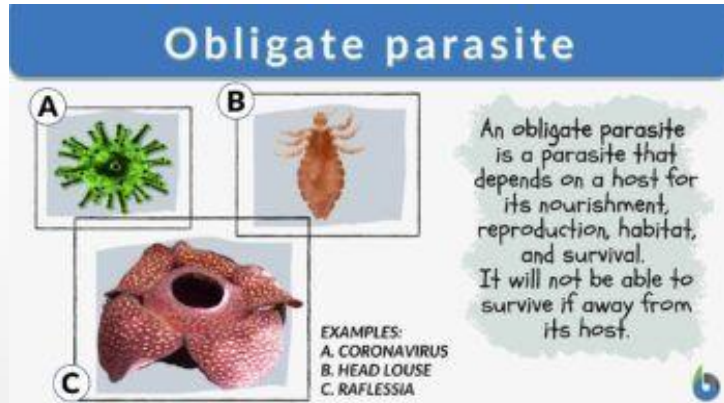 Obligate parasite
A
B
An obligate parasite
is a parasite that
depends on a host for
its nourishment,
reproduction, habitat,
and survival.
It will not be able to
survive if away from
its host.
C
EXAMPLES:
A. CORONAVIRUS
B. HEAD LOUSE
C. RAFLESSIA